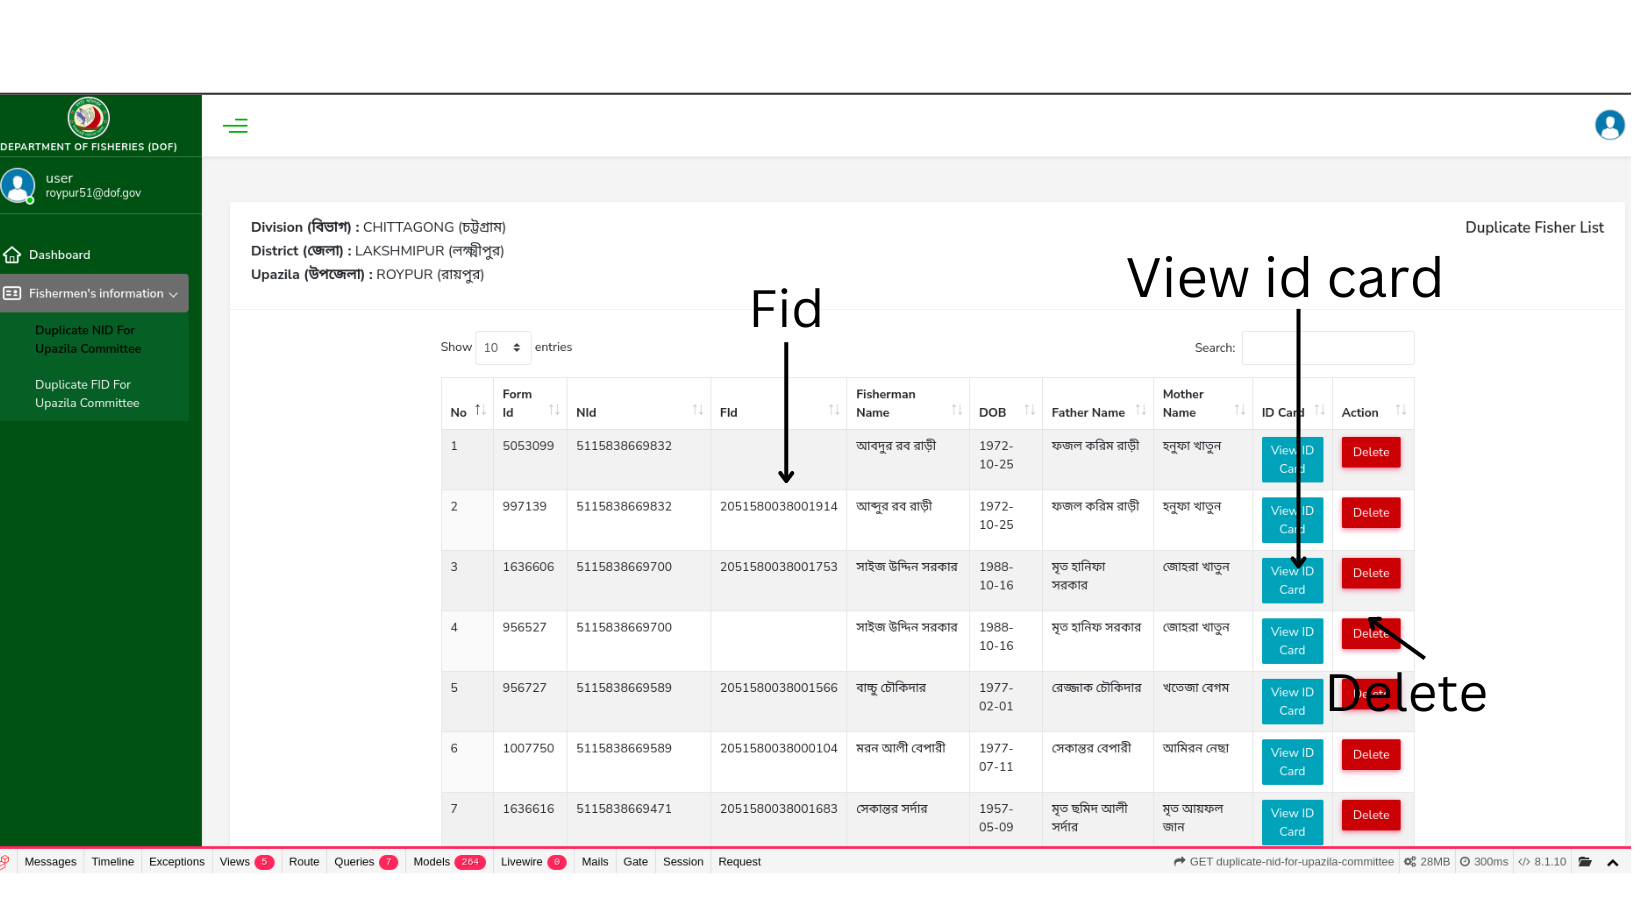 DEPARTMENT OF FISHERIES (DOF)
user
roypur51@dof.gov
Dashboard
Fishermen's information
Duplicate NID For
Upazila Committee
Duplicate FID For
Upazila Committee
Division (বিভাগ) : CHITTAGONG (চট্টগ্রাম)
Duplicate Fisher List
District (জেলা) : LAKSHMIPUR (লক্ষ্মীপুর)
Upazila (উপজেলা) : ROYPUR (রায়পুর)
View id card
Fid
Show 10 entries
Search:
No Form Id NId FId Fisherman Name DOB Father Name Mother Name ID Card Action
1 5053099 5115838669832 আবদুর রব রাড়ী 1972-10-25 ফজল করিম রাড়ী হনুফা খাতুন View ID Card Delete
2 997139 5115838669832 2051580038001914 আব্দুর রব রাড়ী 1972-10-25 ফজল করিম রাড়ী হনুফা খাতুন View ID Card Delete
3 1636606 5115838669700 2051580038001753 সাইজ উদ্দিন সরকার 1988-10-16 মৃত হানিফা সরকার জোহরা খাতুন View ID Card Delete
4 956527 5115838669700 সাইজ উদ্দিন সরকার 1988-10-16 মৃত হানিফ সরকার জোহরা খাতুন View ID Card Delete
5 956727 5115838669589 2051580038001566 বাচ্চু চৌকিদার 1977-02-01 রেজ্জাক চৌকিদার খতেজা বেগম View ID Card Delete
Delete
6 1007750 5115838669589 2051580038000104 মরন আলী বেপারী 1977-07-11 সেকান্তর বেপারী আমিরন নেছা View ID Card Delete
7 1636616 5115838669471 2051580038001683 সেকান্তর সর্দার 1957-05-09 মৃত ছমিদ আলী সর্দার মৃত আয়ফল জান View ID Card Delete
Messages Timeline Exceptions Views 5 Route Queries 7 Models 264 Livewire 0 Mails Gate Session Request GET duplicate-nid-for-upazila-committee 28MB 300ms 8.1.10